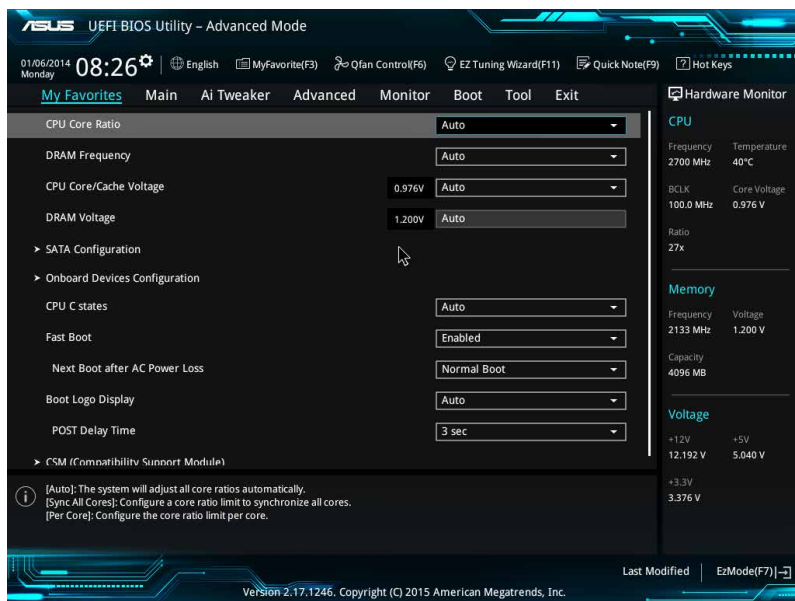 ASUS UEFI BIOS Utility – Advanced Mode
01/06/2014 Monday 08:26 English MyFavorite(F3) Qfan Control(F6) EZ Tuning Wizard(F11) Quick Note(F9) ? Hot Keys
My Favorites Main Ai Tweaker Advanced Monitor Boot Tool Exit
CPU Core Ratio Auto
DRAM Frequency Auto
CPU Core/Cache Voltage 0.976V Auto
DRAM Voltage 1.200V Auto
> SATA Configuration
> Onboard Devices Configuration
CPU C states Auto
Fast Boot Enabled
Next Boot after AC Power Loss Normal Boot
Boot Logo Display Auto
POST Delay Time 3 sec
> CSM (Compatibility Support Module)
[Auto]: The system will adjust all core ratios automatically.
[Sync All Cores]: Configure a core ratio limit to synchronize all cores.
[Per Core]: Configure the core ratio limit per core.
Hardware Monitor
CPU
Frequency Temperature
2700 MHz 40°C
BCLK Core Voltage
100.0 MHz 0.976 V
Ratio
27x
Memory
Frequency Voltage
2133 MHz 1.200 V
Capacity
4096 MB
Voltage
+12V +5V
12.192 V 5.040 V
+3.3V
3.376 V
Last Modified EzMode(F7)
Version 2.17.1246. Copyright (C) 2015 American Megatrends, Inc.